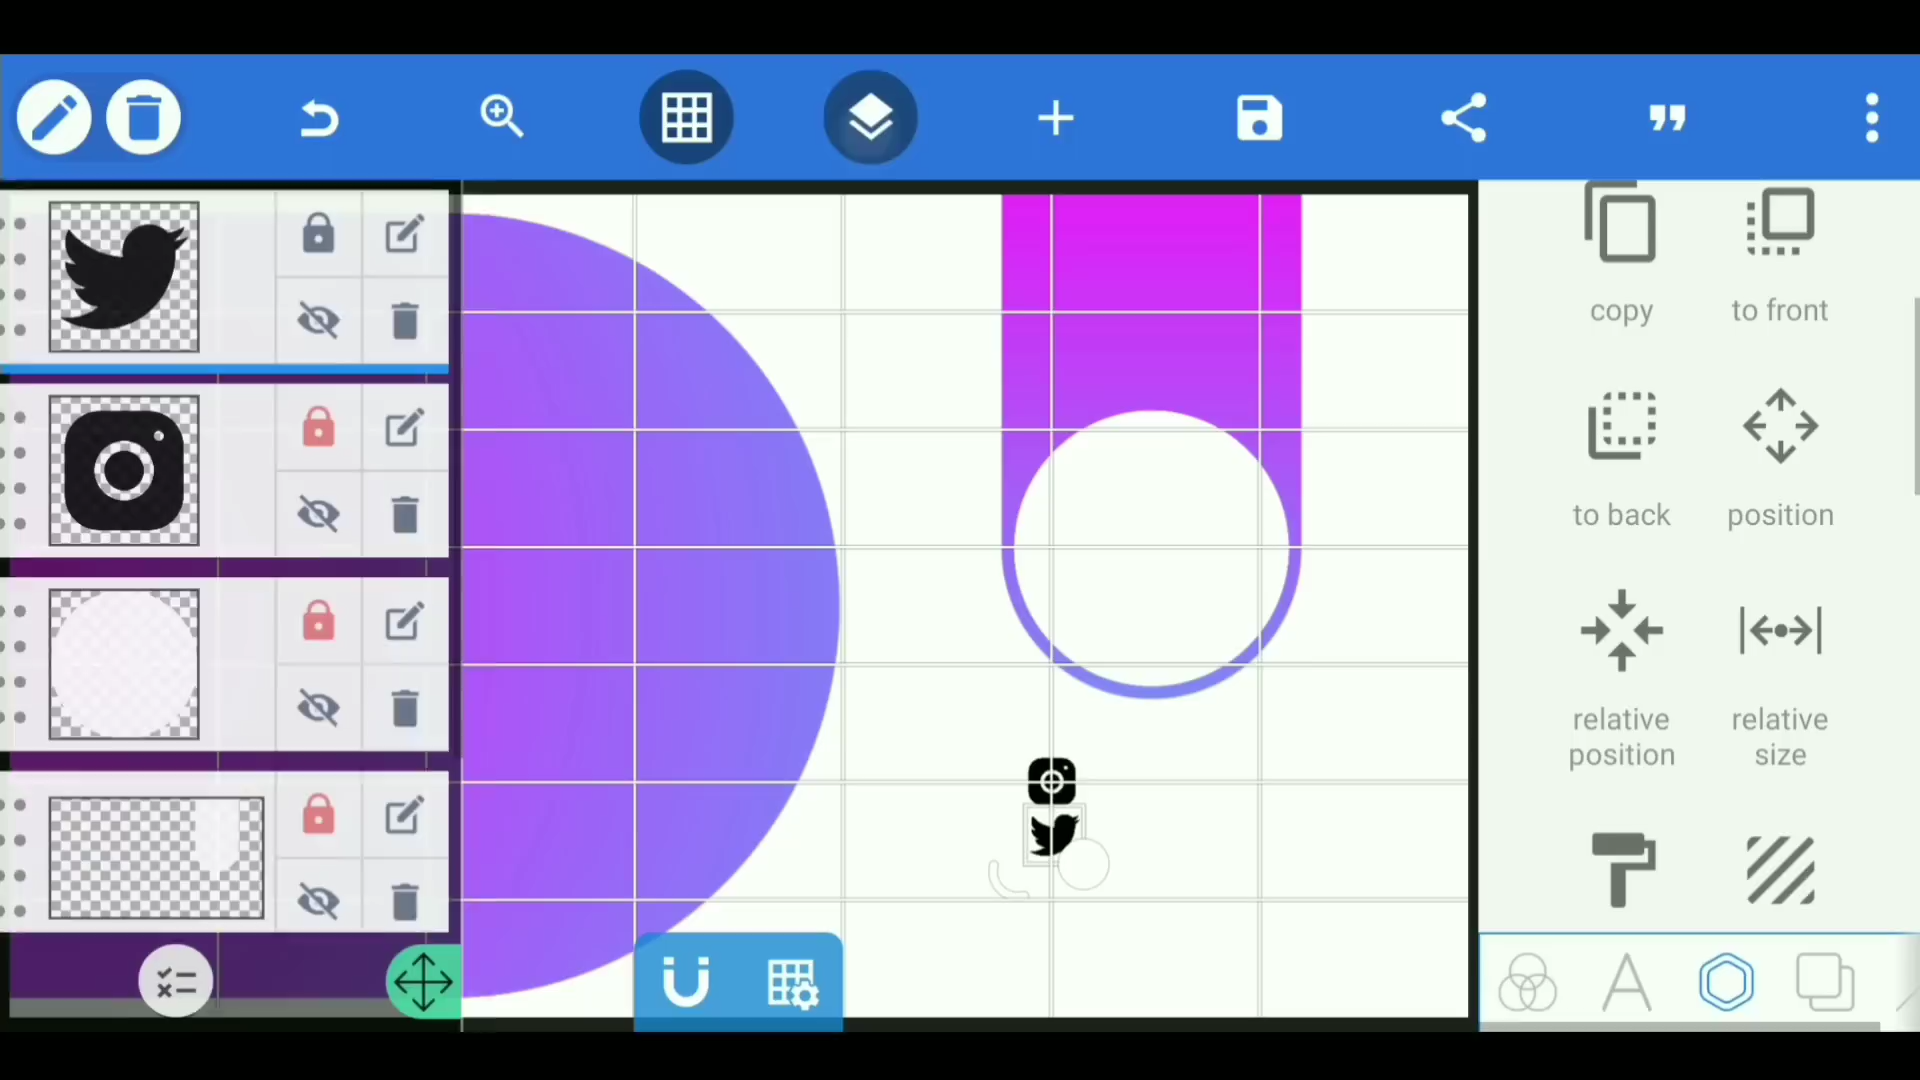 copy
to front
to back
position
relative
position
relative
size